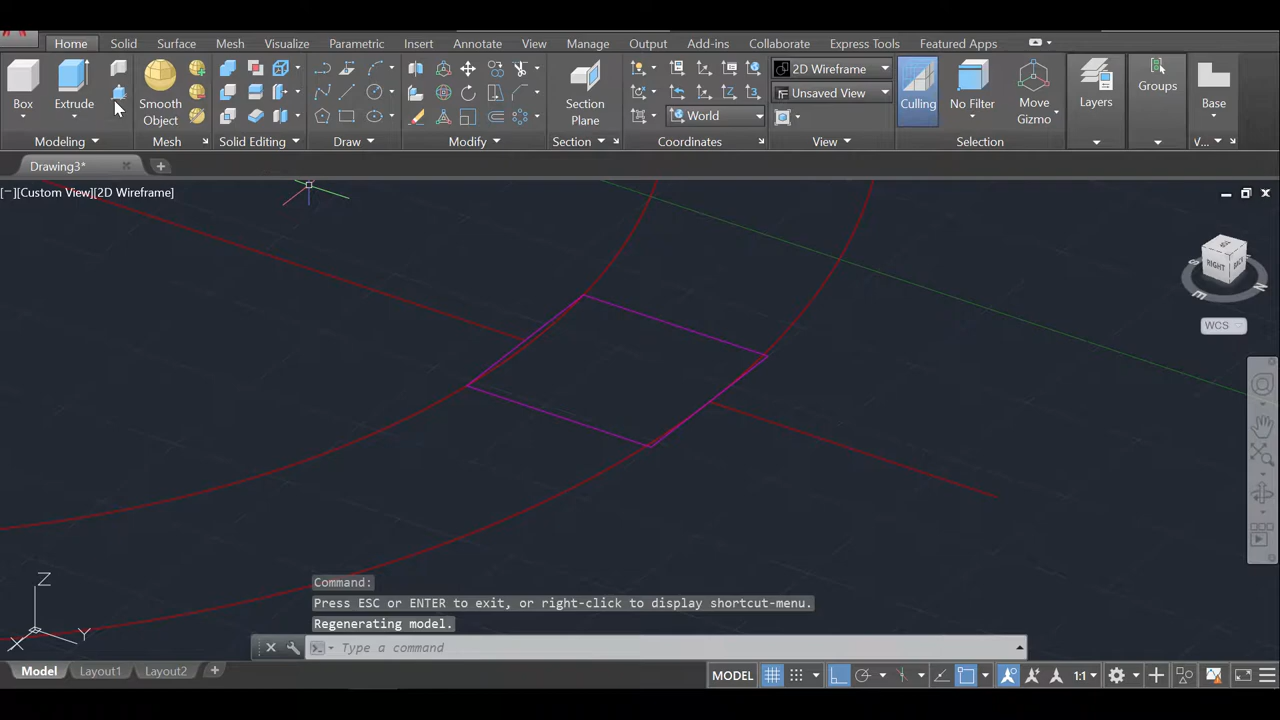 Home Solid Surface Mesh Visualize Parametric Insert Annotate View Manage Output Add-ins Collaborate Express Tools Featured Apps
2D Wireframe
Unsaved View
World
Box Extrude Smooth Object Section Plane Culling No Filter Move Gizmo Layers Groups Base
Modeling Mesh Solid Editing Draw Modify Section Coordinates View Selection V...
Drawing3*
[−][Custom View][2D Wireframe]
RIGHT BACK
E N
WCS
Z
X Y
Command:
Press ESC or ENTER to exit, or right-click to display shortcut-menu.
Regenerating model.
Type a command
Model Layout1 Layout2 MODEL 1:1